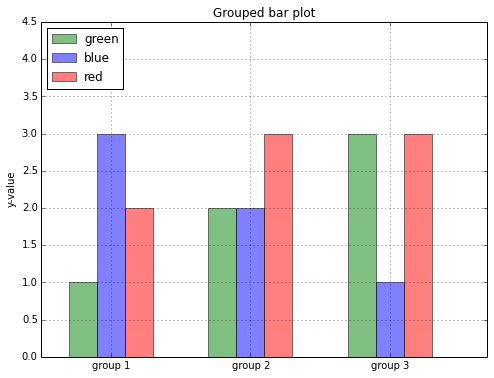 Grouped bar plot
green
blue
red
y-value
4.5
4.0
3.5
3.0
2.5
2.0
1.5
1.0
0.5
0.0
group 1
group 2
group 3